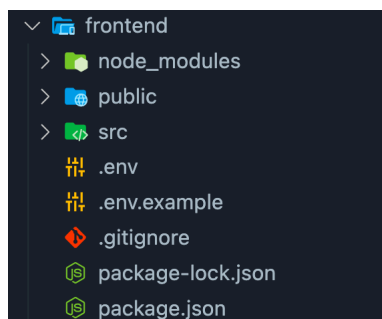 frontend
node_modules
public
src
.env
.env.example
.gitignore
package-lock.json
package.json